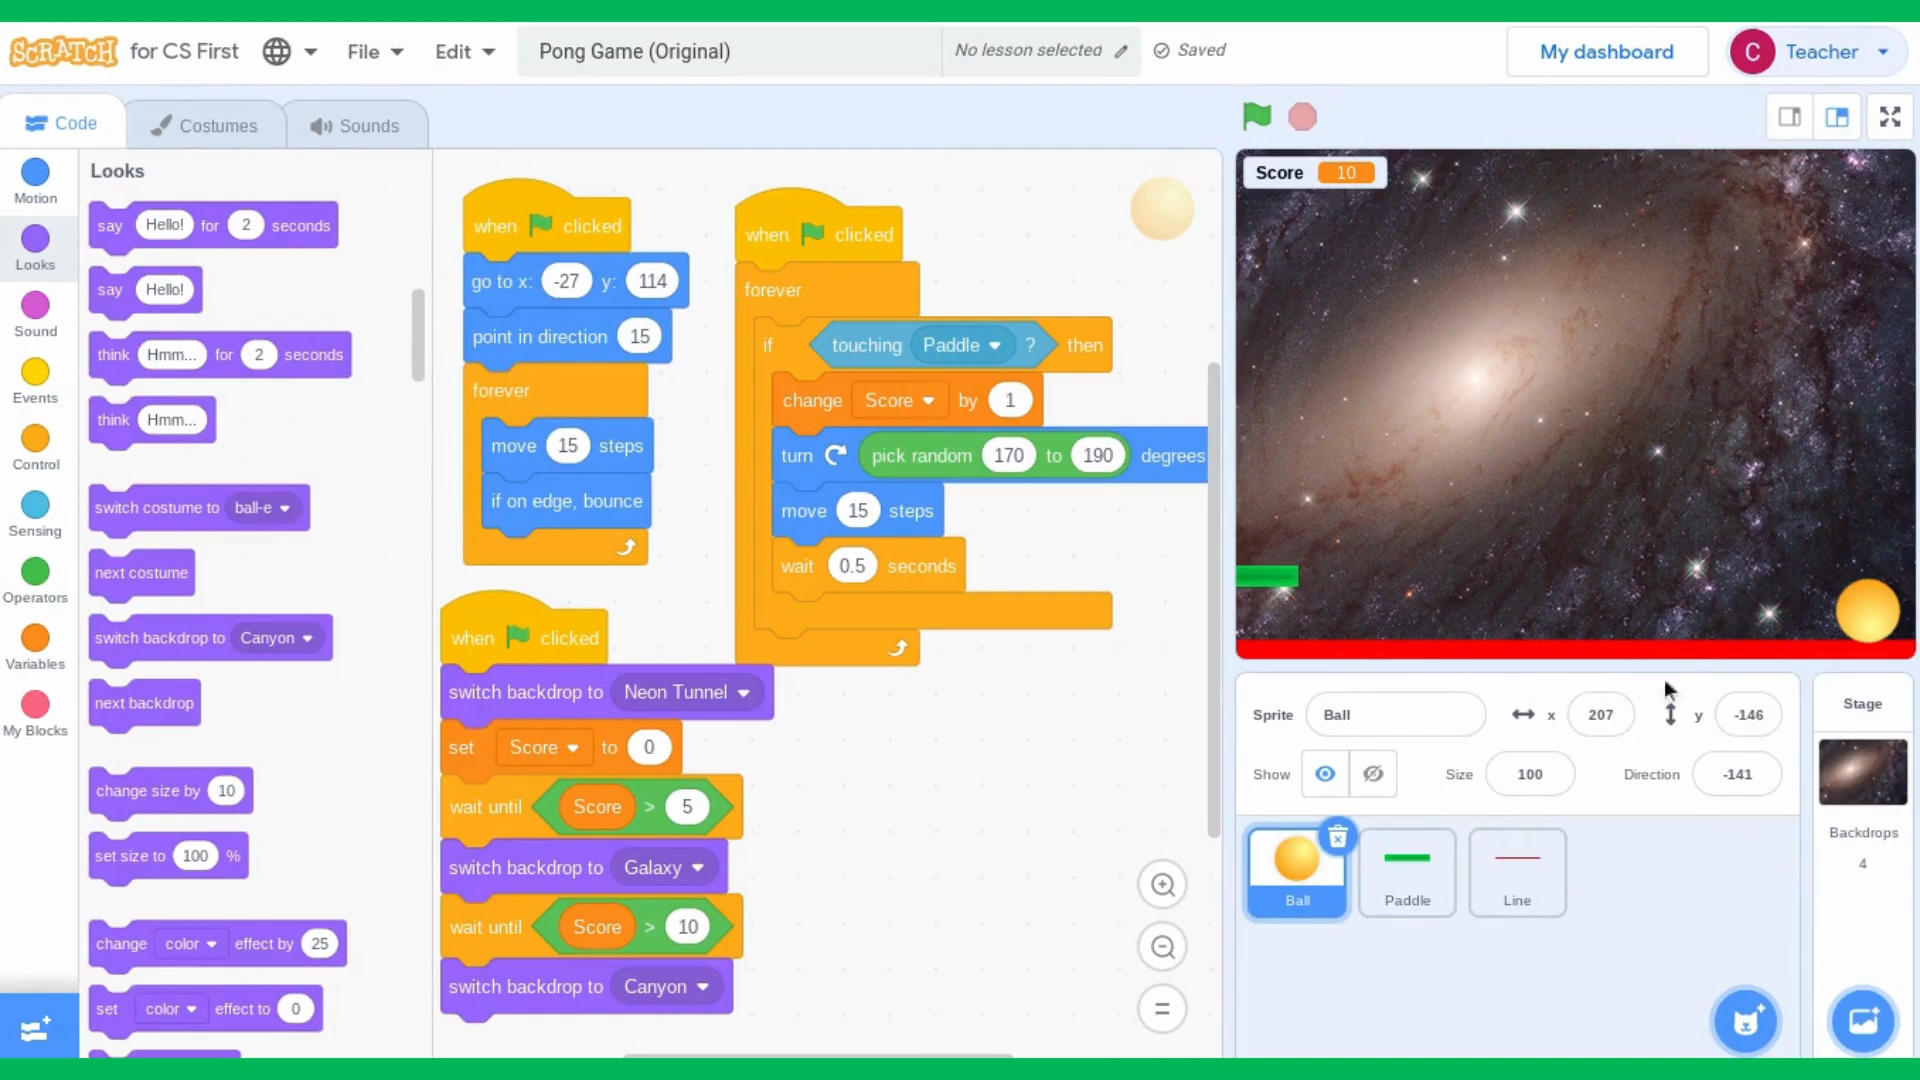 SCRATCH for CS First File Edit Pong Game (Original) No lesson selected Saved My dashboard C Teacher
Code Costumes Sounds
Motion
Looks
Sound
Events
Control
Sensing
Operators
Variables
My Blocks
Looks
say Hello! for 2 seconds
say Hello!
think Hmm... for 2 seconds
think Hmm...
switch costume to ball-e
next costume
switch backdrop to Canyon
next backdrop
change size by 10
set size to 100 %
change color effect by 25
set color effect to 0
when clicked
go to x: -27 y: 114
point in direction 15
forever
move 15 steps
if on edge, bounce
when clicked
switch backdrop to Neon Tunnel
set Score to 0
wait until Score > 5
switch backdrop to Galaxy
wait until Score > 10
switch backdrop to Canyon
when clicked
forever
if touching Paddle ? then
change Score by 1
turn pick random 170 to 190 degrees
move 15 steps
wait 0.5 seconds
Score 10
Sprite Ball x 207 y -146
Show Size 100 Direction -141
Ball Paddle Line
Stage
Backdrops
4